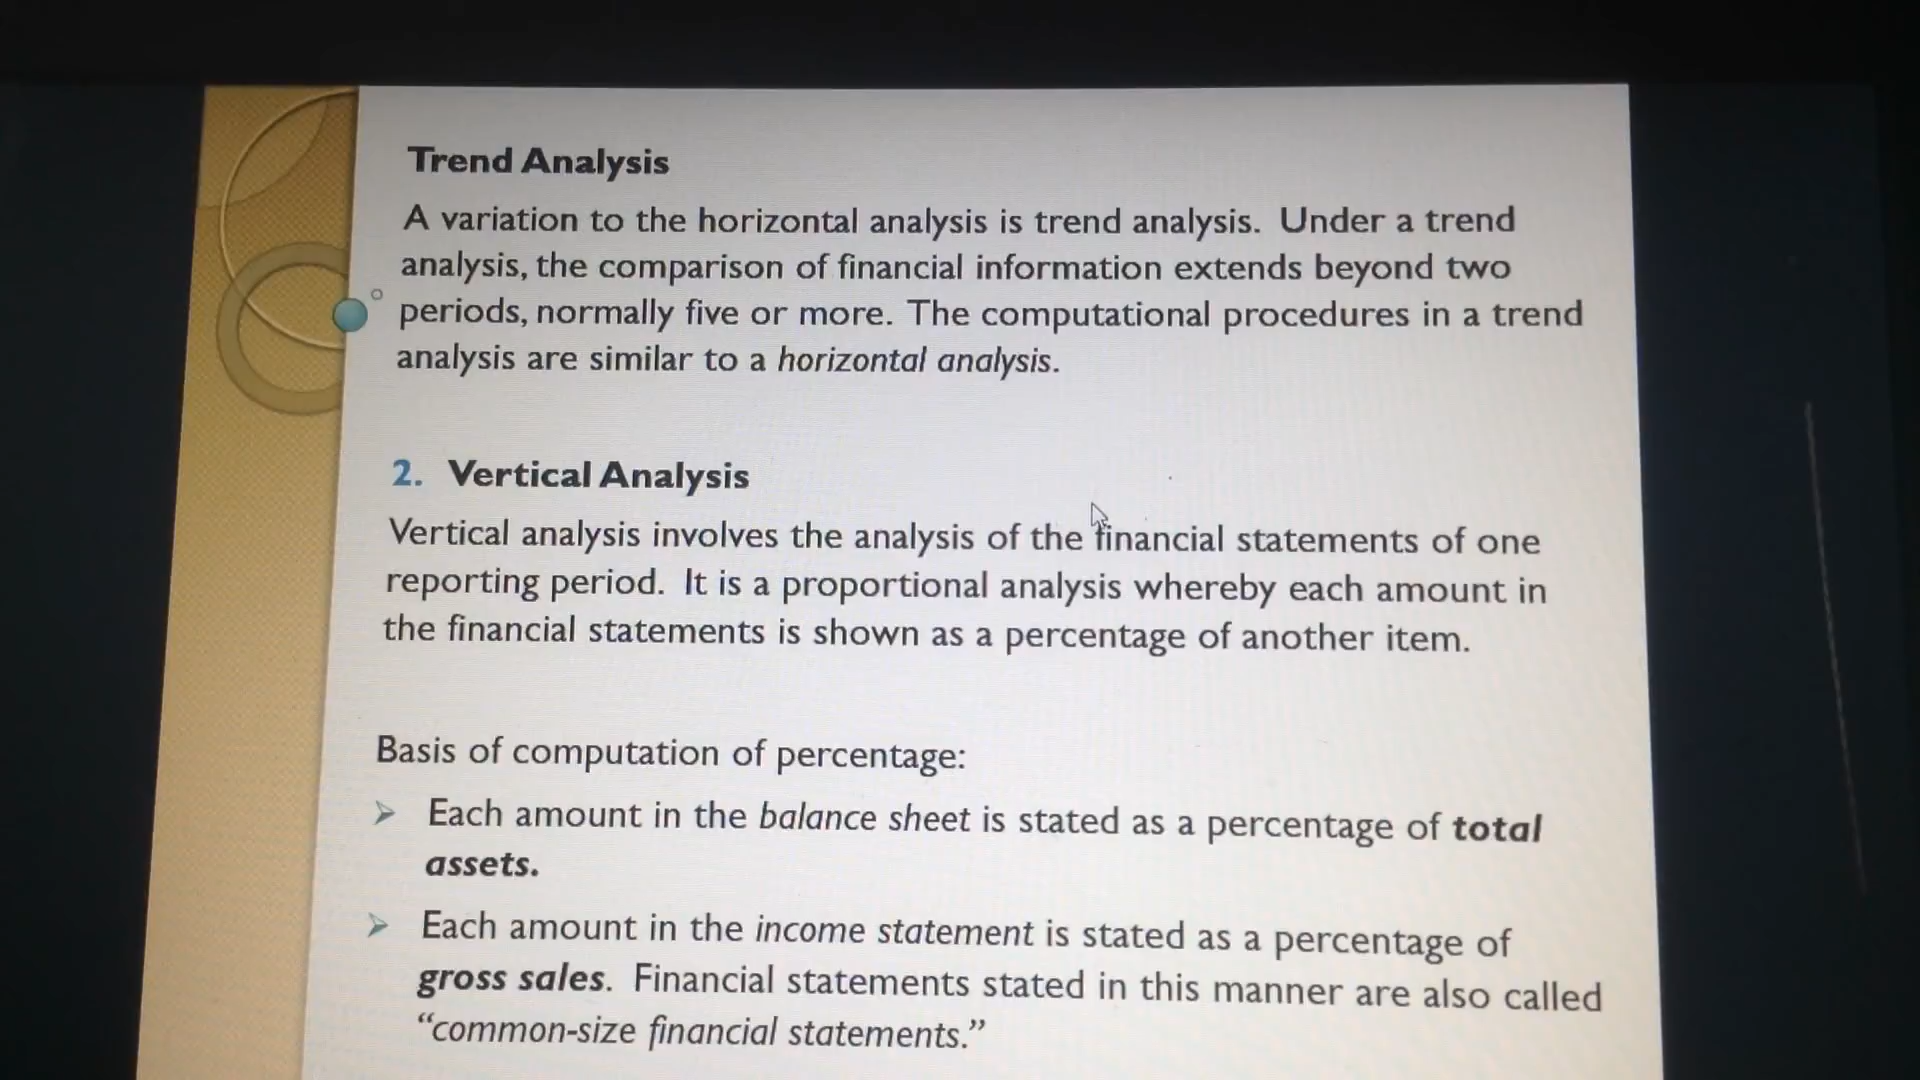 Trend Analysis
A variation to the horizontal analysis is trend analysis. Under a trend
analysis, the comparison of financial information extends beyond two
periods, normally five or more. The computational procedures in a trend
analysis are similar to a horizontal analysis.
2. Vertical Analysis
Vertical analysis involves the analysis of the financial statements of one
reporting period. It is a proportional analysis whereby each amount in
the financial statements is shown as a percentage of another item.
Basis of computation of percentage:
Each amount in the balance sheet is stated as a percentage of total
assets.
Each amount in the income statement is stated as a percentage of
gross sales. Financial statements stated in this manner are also called
“common-size financial statements.”